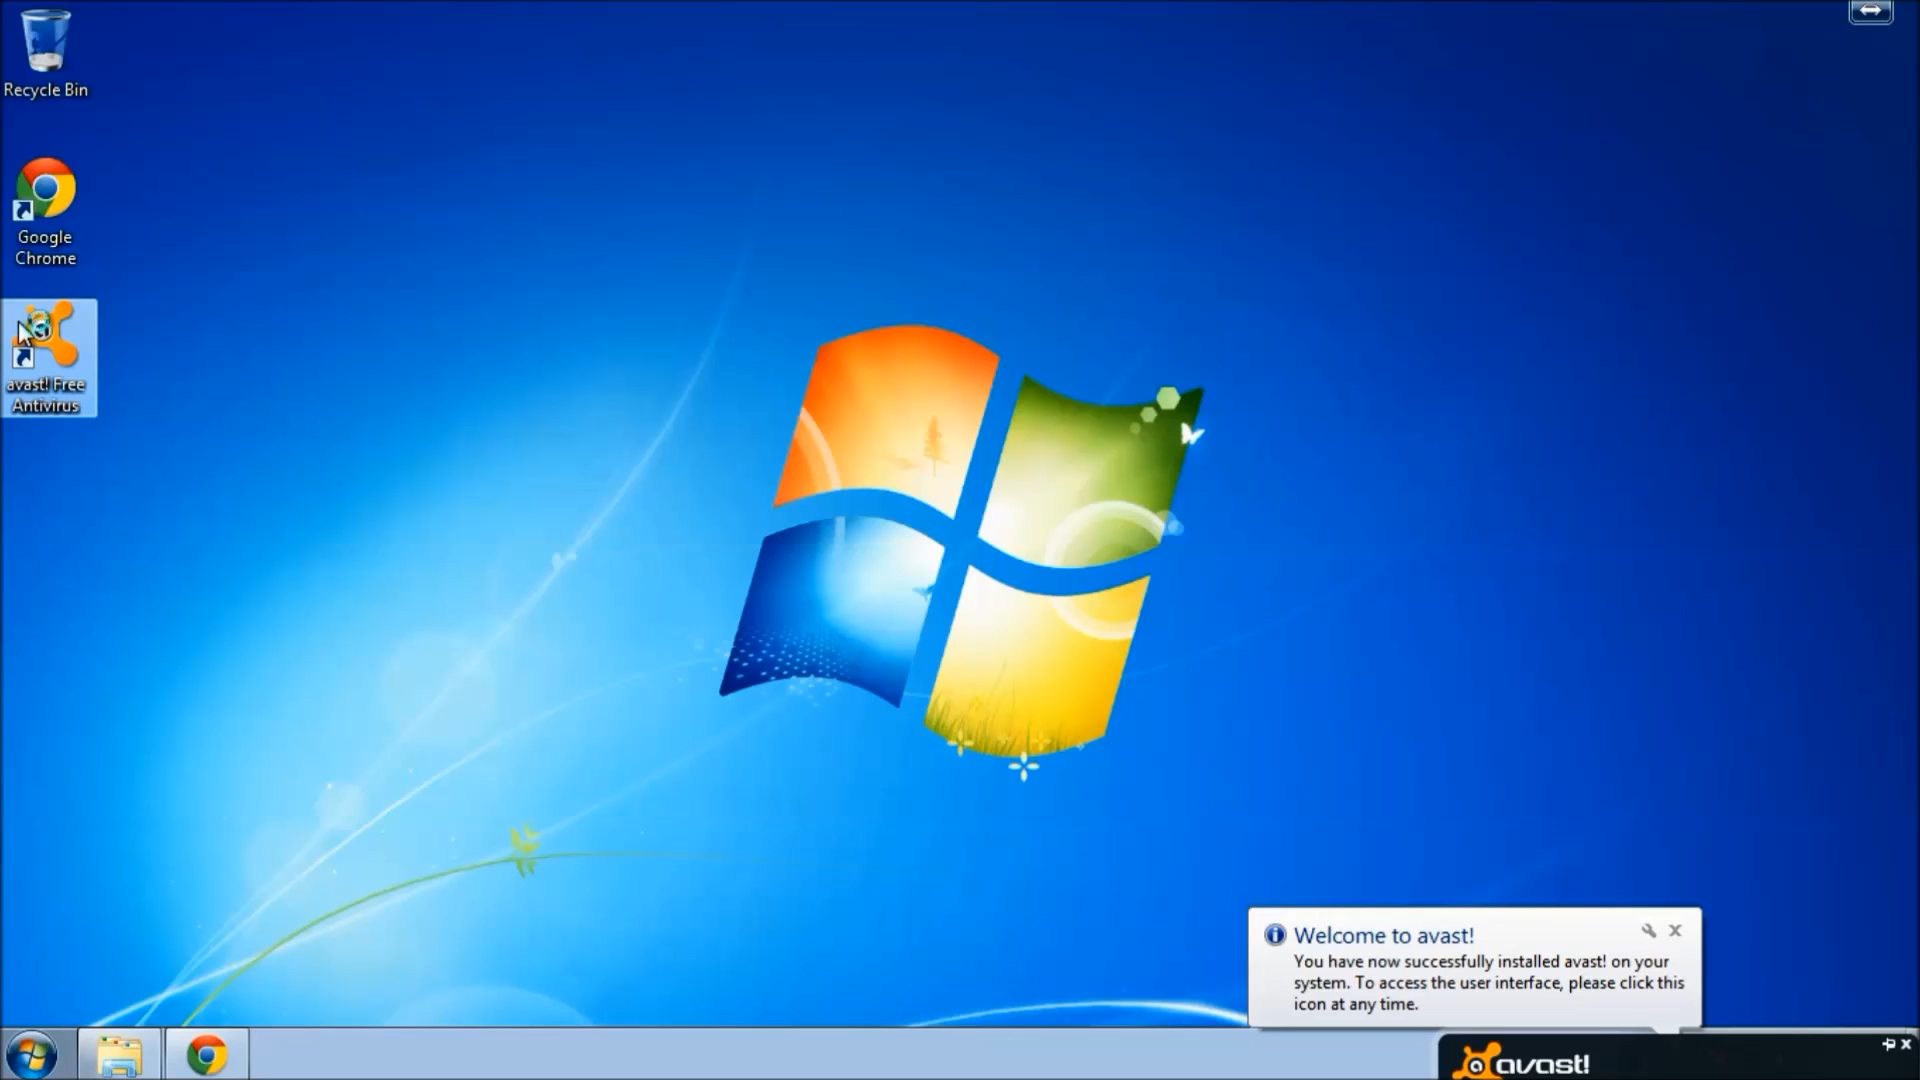 Recycle Bin
Google
Chrome
avast! Free
Antivirus
Welcome to avast!
You have now successfully installed avast! on your
system. To access the user interface, please click this
icon at any time.
avast!